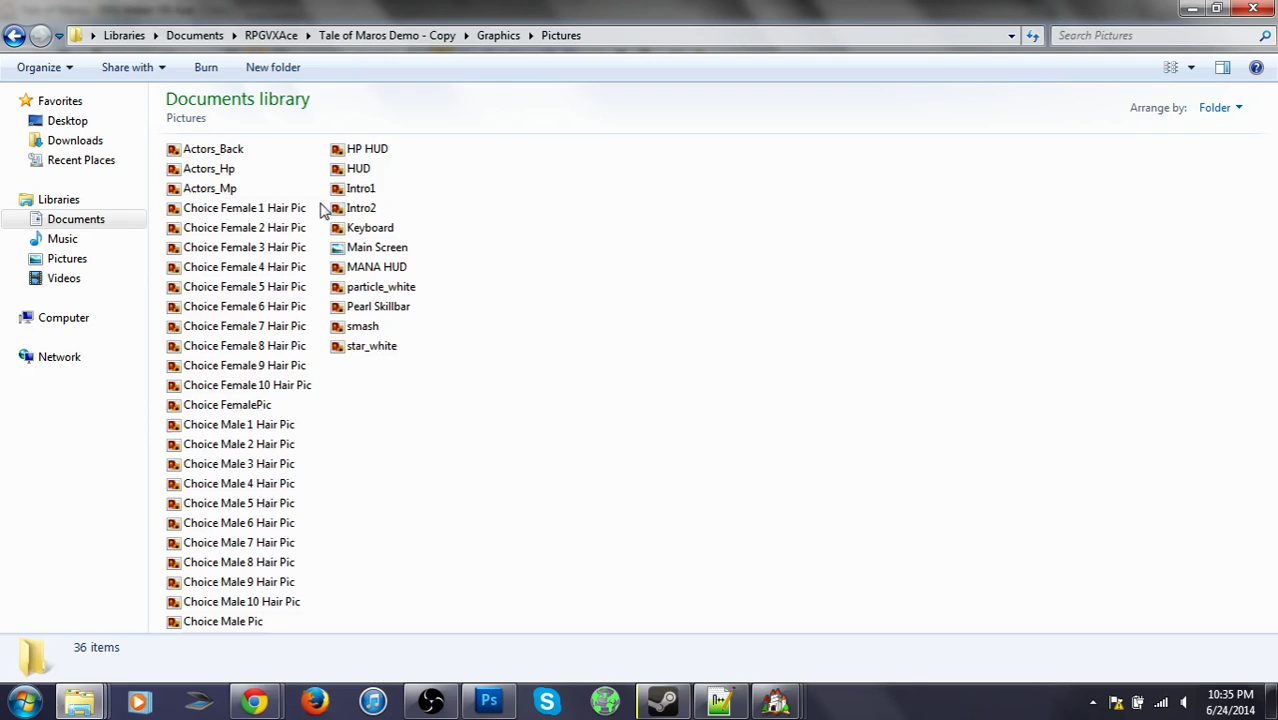 Libraries Documents RPGVXAce Tale of Maros Demo - Copy Graphics Pictures
Search Pictures
Organize Share with Burn New folder
Documents library
Pictures
Arrange by: Folder
Favorites
Desktop
Downloads
Recent Places
Libraries
Documents
Music
Pictures
Videos
Computer
Network
Actors_Back
Actors_Hp
Actors_Mp
Choice Female 1 Hair Pic
Choice Female 2 Hair Pic
Choice Female 3 Hair Pic
Choice Female 4 Hair Pic
Choice Female 5 Hair Pic
Choice Female 6 Hair Pic
Choice Female 7 Hair Pic
Choice Female 8 Hair Pic
Choice Female 9 Hair Pic
Choice Female 10 Hair Pic
Choice FemalePic
Choice Male 1 Hair Pic
Choice Male 2 Hair Pic
Choice Male 3 Hair Pic
Choice Male 4 Hair Pic
Choice Male 5 Hair Pic
Choice Male 6 Hair Pic
Choice Male 7 Hair Pic
Choice Male 8 Hair Pic
Choice Male 9 Hair Pic
Choice Male 10 Hair Pic
Choice Male Pic
HP HUD
HUD
Intro1
Intro2
Keyboard
Main Screen
MANA HUD
particle_white
Pearl Skillbar
smash
star_white
36 items
Ps
10:35 PM
6/24/2014